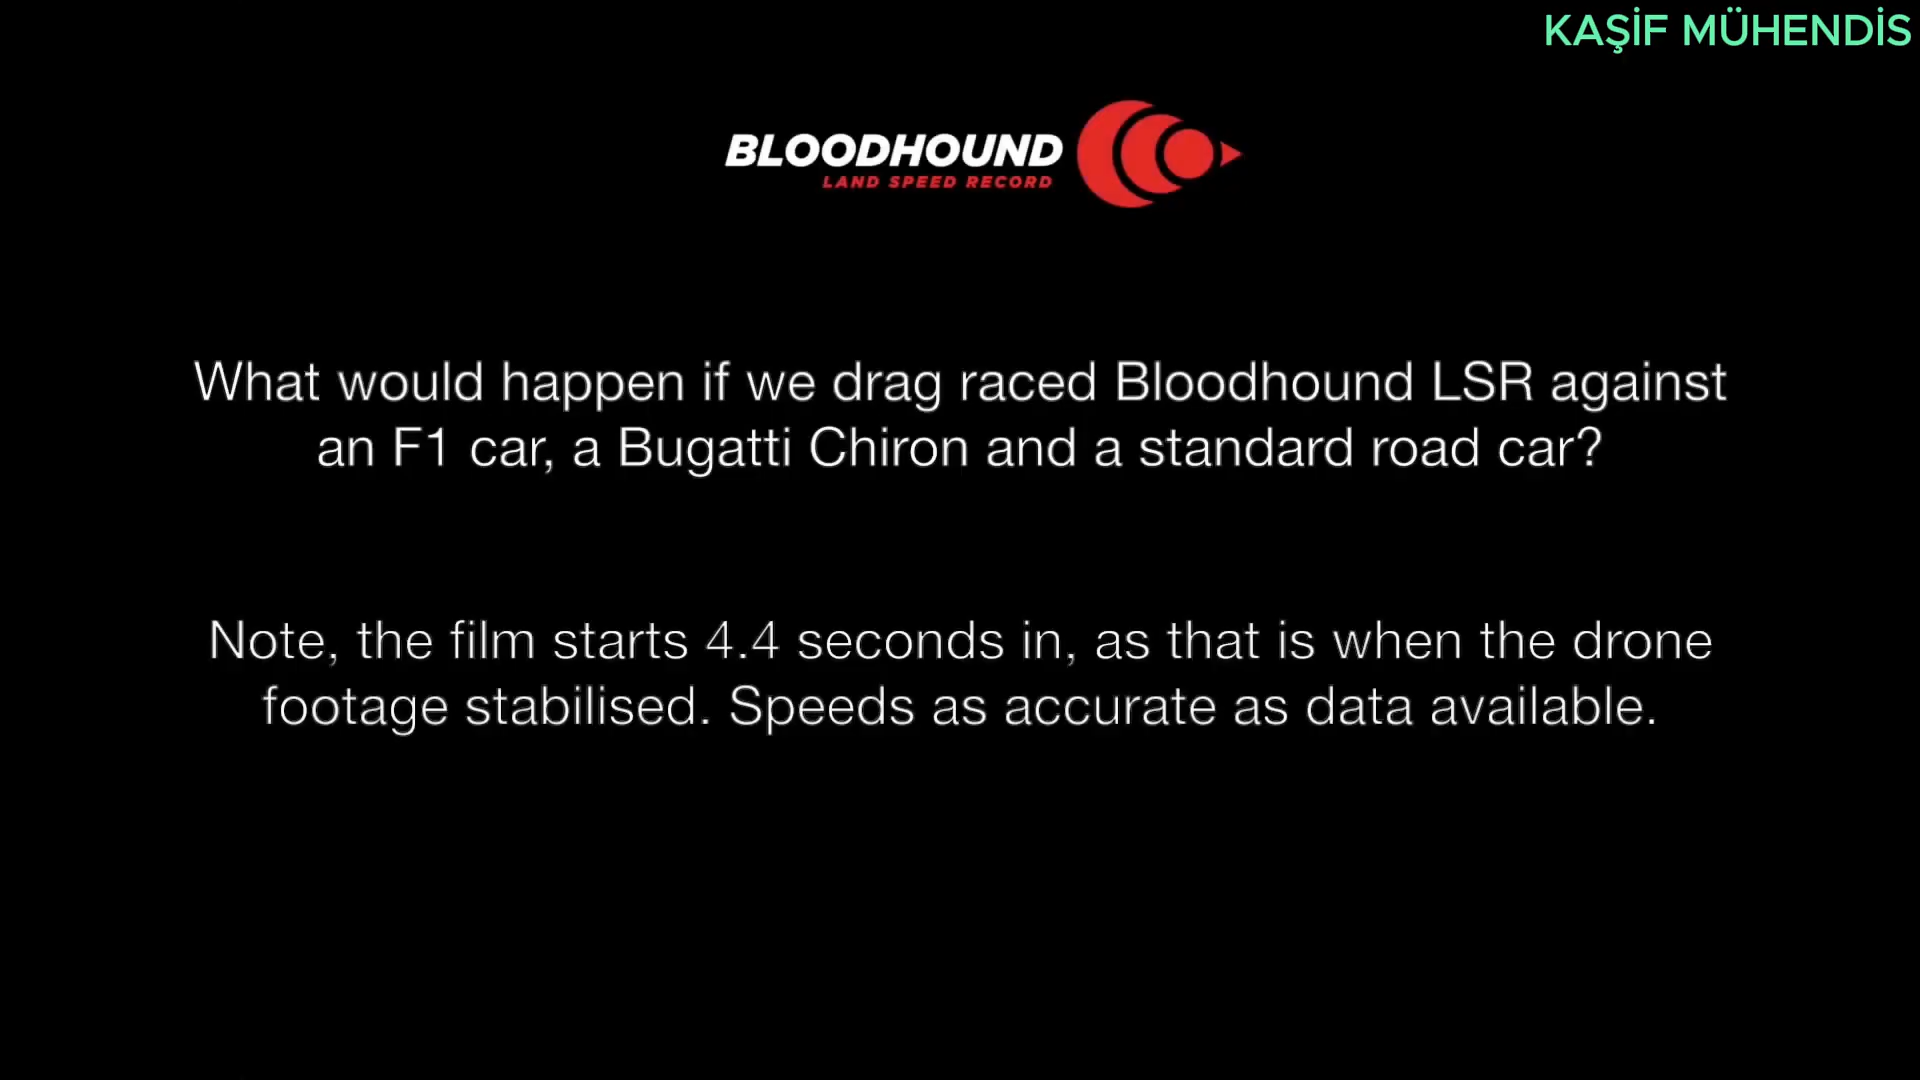 KAŞİF MÜHENDİS
BLOODHOUND
LAND SPEED RECORD
What would happen if we drag raced Bloodhound LSR against
an F1 car, a Bugatti Chiron and a standard road car?
Note, the film starts 4.4 seconds in, as that is when the drone
footage stabilised. Speeds as accurate as data available.